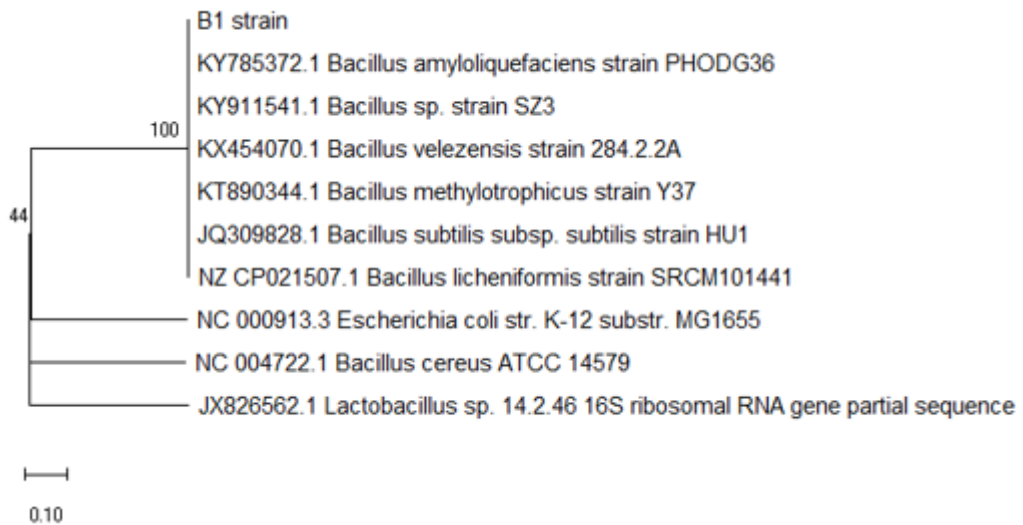 B1 strain
KY785372.1 Bacillus amyloliquefaciens strain PHODG36
KY911541.1 Bacillus sp. strain SZ3
100
KX454070.1 Bacillus velezensis strain 284.2.2A
KT890344.1 Bacillus methylotrophicus strain Y37
44
JQ309828.1 Bacillus subtilis subsp. subtilis strain HU1
NZ CP021507.1 Bacillus licheniformis strain SRCM101441
NC 000913.3 Escherichia coli str. K-12 substr. MG1655
NC 004722.1 Bacillus cereus ATCC 14579
JX826562.1 Lactobacillus sp. 14.2.46 16S ribosomal RNA gene partial sequence
0.10